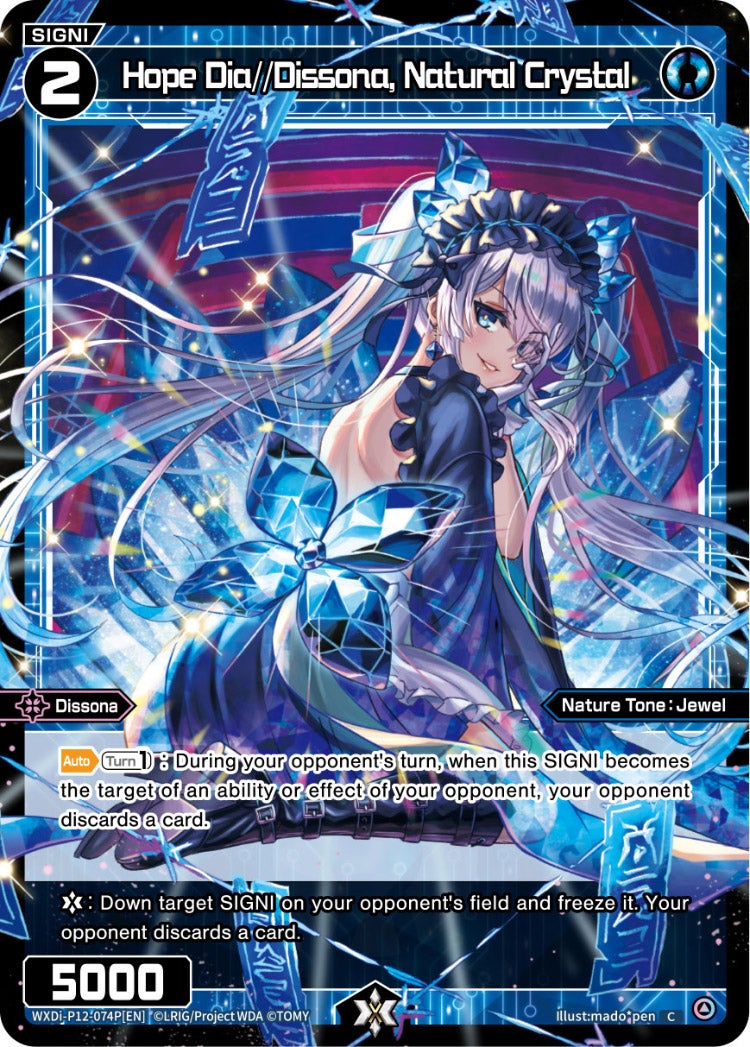 SIGNI
2
Hope Dia//Dissona, Natural Crystal
Dissona
Nature Tone：Jewel
Auto Turn 1 : During your opponent's turn, when this SIGNI becomes
the target of an ability or effect of your opponent, your opponent
discards a card.
: Down target SIGNI on your opponent's field and freeze it. Your
opponent discards a card.
5000
WXDi-P12-074P[EN] ©LRIG/Project WDA ©TOMY
Illust:mado*pen C